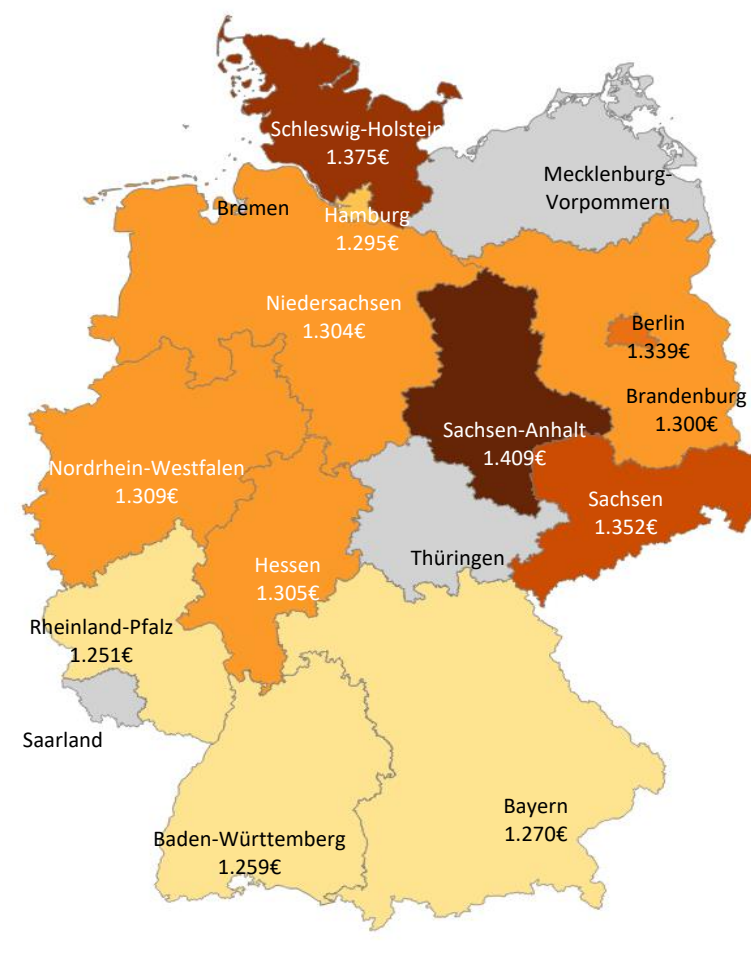 Schleswig-Holstein
1.375€
Mecklenburg-
Vorpommern
Bremen
Hamburg
1.295€
Niedersachsen
1.304€
Berlin
1.339€
Brandenburg
1.300€
Sachsen-Anhalt
1.409€
Nordrhein-Westfalen
1.309€
Sachsen
1.352€
Thüringen
Hessen
1.305€
Rheinland-Pfalz
1.251€
Saarland
Bayern
1.270€
Baden-Württemberg
1.259€